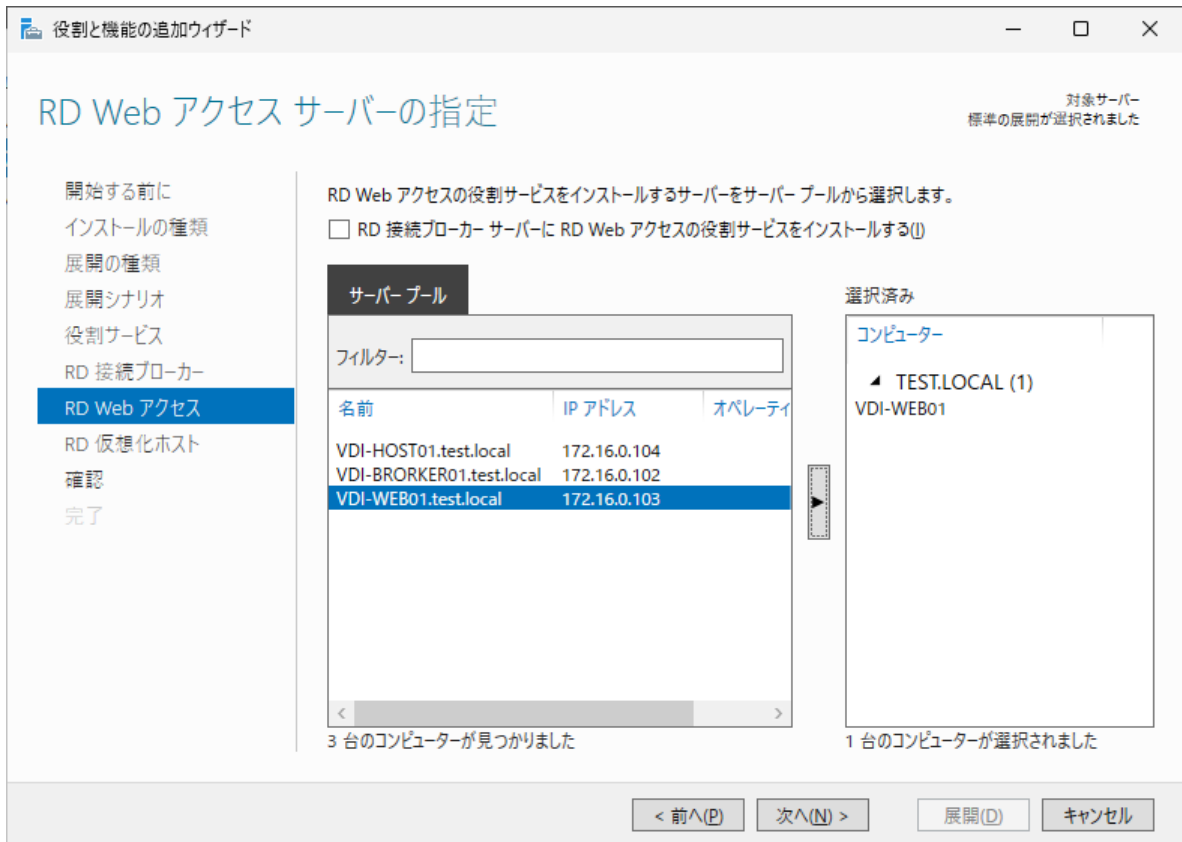 役割と機能の追加ウィザード
RD Web アクセス サーバーの指定
対象サーバー
標準の展開が選択されました
開始する前に
インストールの種類
展開の種類
展開シナリオ
役割サービス
RD 接続ブローカー
RD Web アクセス
RD 仮想化ホスト
確認
完了
RD Web アクセスの役割サービスをインストールするサーバーをサーバー プールから選択します。
RD 接続ブローカー サーバーに RD Web アクセスの役割サービスをインストールする(I)
サーバー プール
フィルター:
名前 IP アドレス オペレーティ
VDI-HOST01.test.local 172.16.0.104
VDI-BRORKER01.test.local 172.16.0.102
VDI-WEB01.test.local 172.16.0.103
3 台のコンピューターが見つかりました
選択済み
コンピューター
TEST.LOCAL (1)
VDI-WEB01
1 台のコンピューターが選択されました
< 前へ(P) 次へ(N) > 展開(D) キャンセル